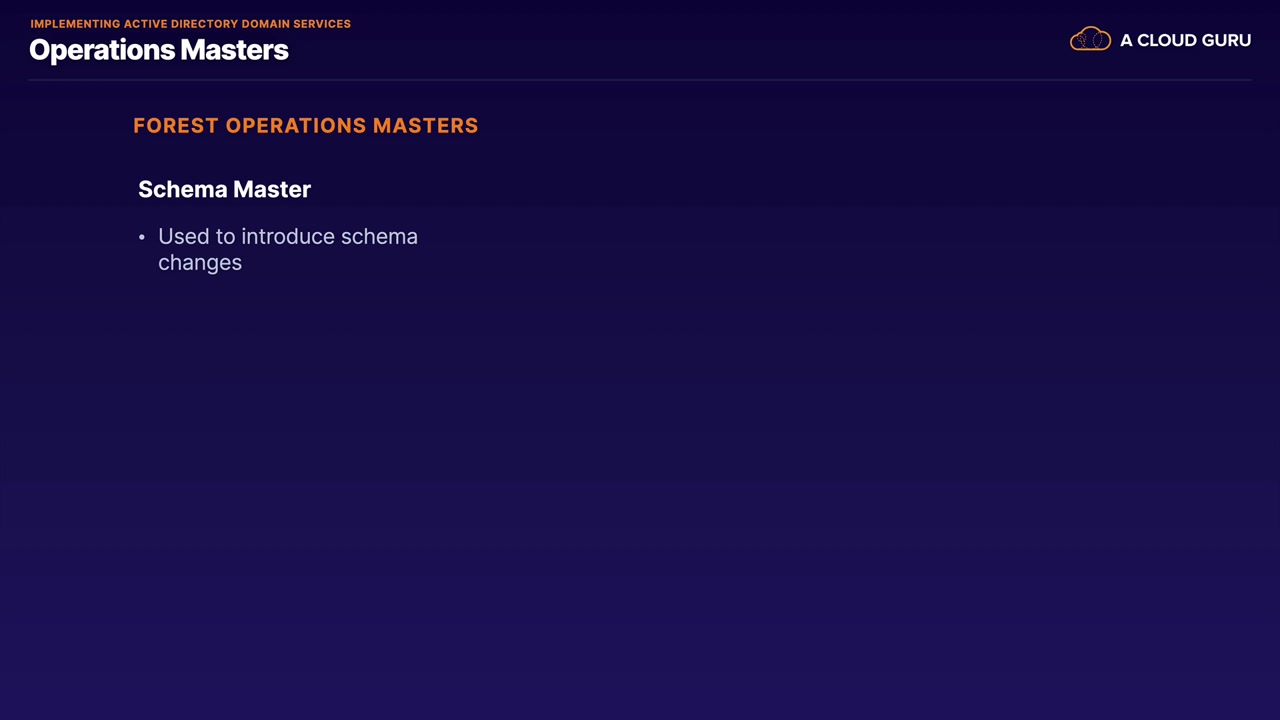 IMPLEMENTING ACTIVE DIRECTORY DOMAIN SERVICES
Operations Masters
A CLOUD GURU
FOREST OPERATIONS MASTERS
Schema Master
• Used to introduce schema
changes